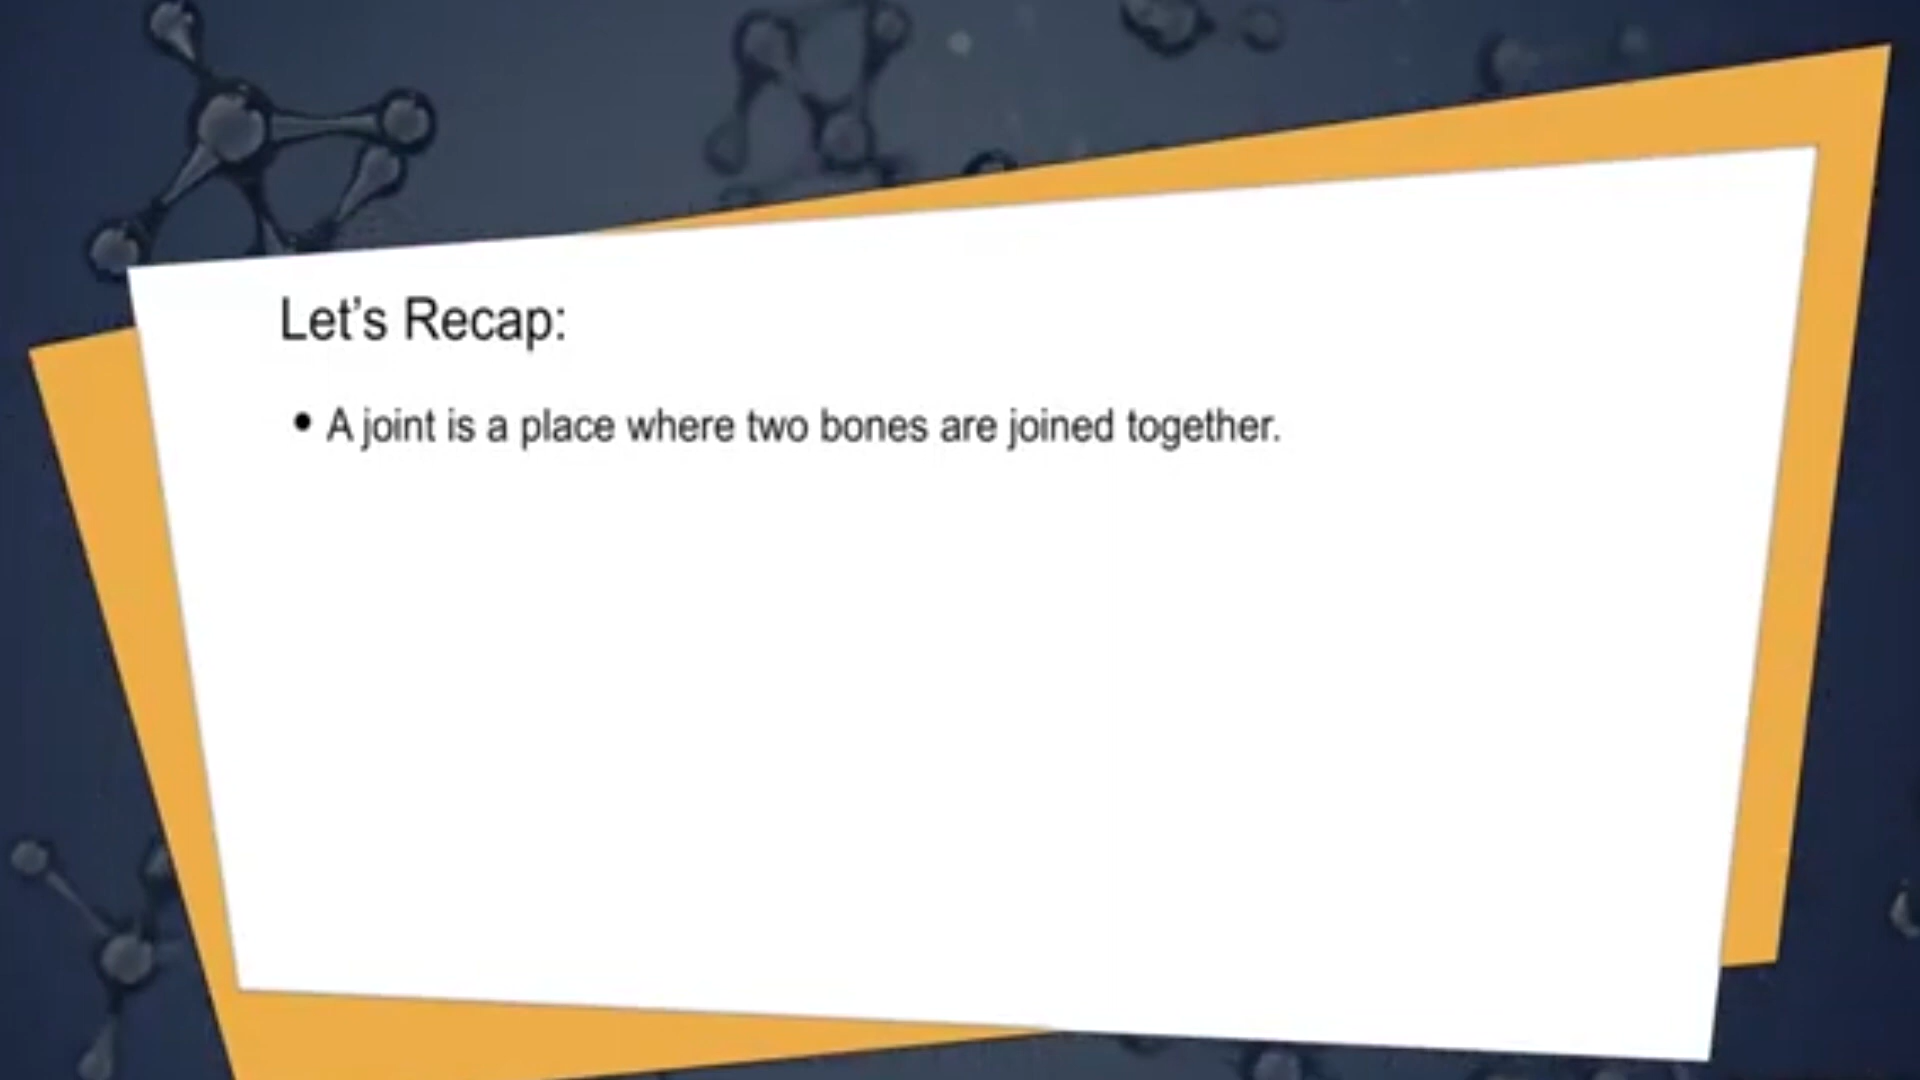 Let’s Recap:
• A joint is a place where two bones are joined together.